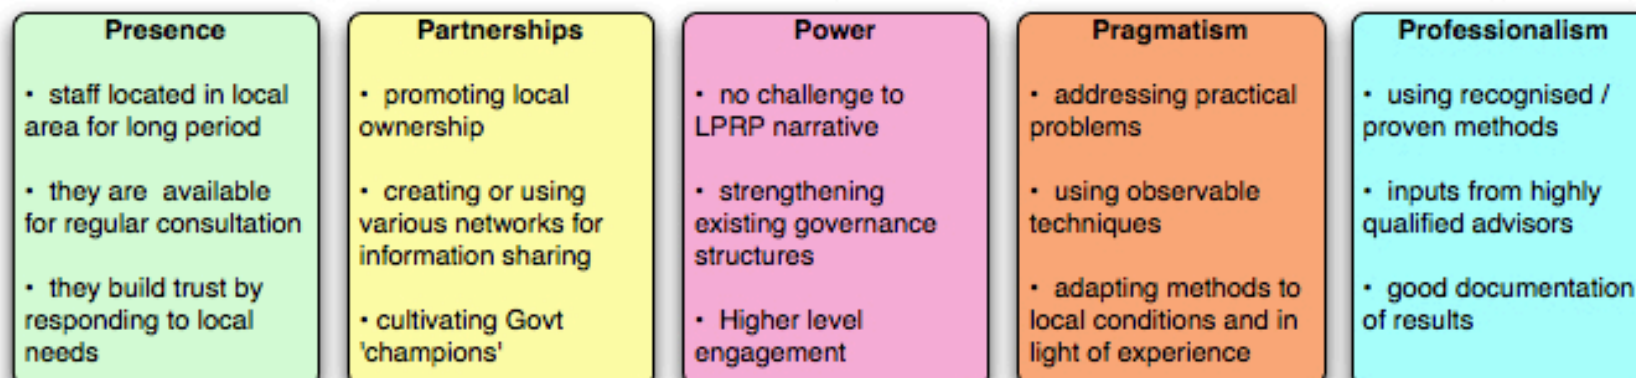 Presence
• staff located in local
area for long period
• they are available
for regular consultation
• they build trust by
responding to local
needs
Partnerships
• promoting local
ownership
• creating or using
various networks for
information sharing
• cultivating Govt
'champions'
Power
• no challenge to
LPRP narrative
• strengthening
existing governance
structures
• Higher level
engagement
Pragmatism
• addressing practical
problems
• using observable
techniques
• adapting methods to
local conditions and in
light of experience
Professionalism
• using recognised /
proven methods
• inputs from highly
qualified advisors
• good documentation
of results